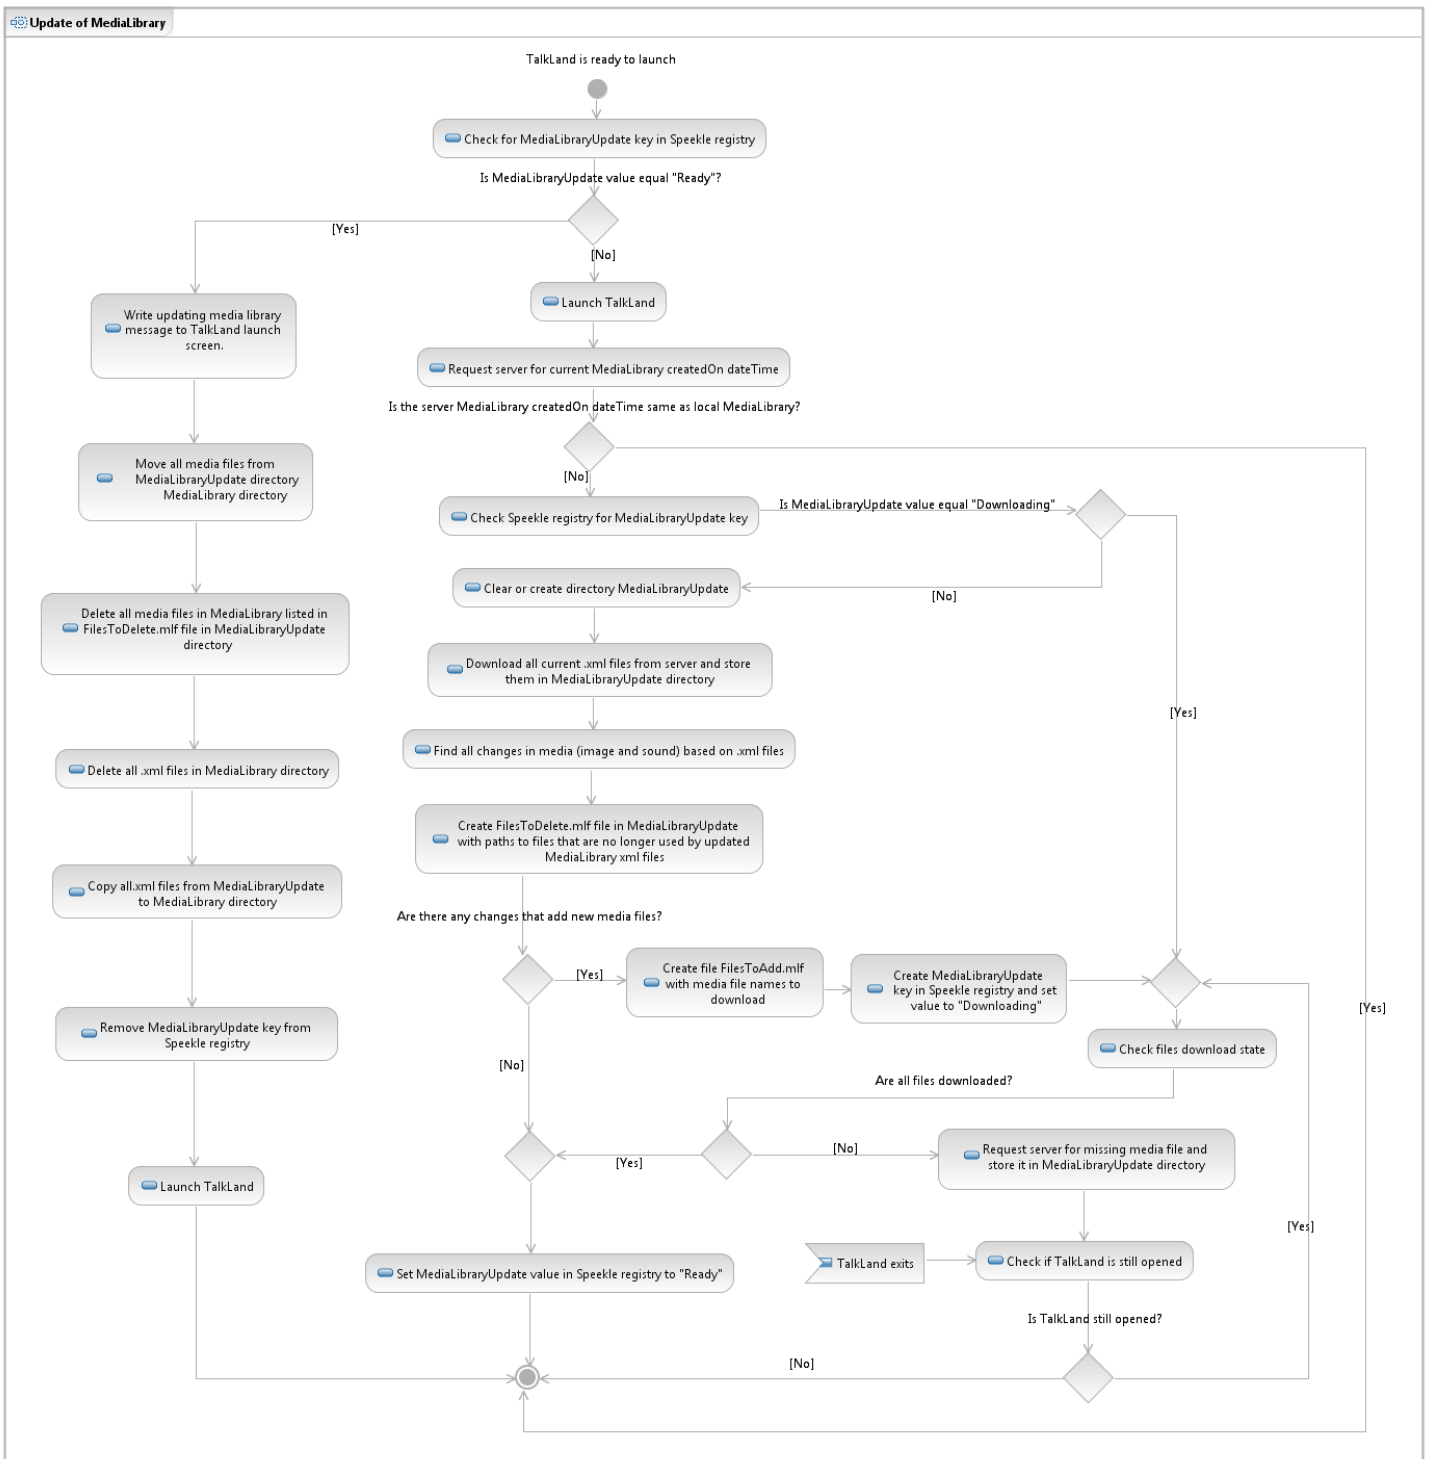 Update of MediaLibrary
TalkLand is ready to launch
Check for MediaLibraryUpdate key in Speekle registry
Is MediaLibraryUpdate value equal "Ready"?
[Yes]
[No]
Write updating media library
message to TalkLand launch
screen.
Move all media files from
MediaLibraryUpdate directory
MediaLibrary directory
Delete all media files in MediaLibrary listed in
FilesToDelete.mlf file in MediaLibraryUpdate
directory
Delete all .xml files in MediaLibrary directory
Copy all.xml files from MediaLibraryUpdate
to MediaLibrary directory
Remove MediaLibraryUpdate key from
Speekle registry
Launch TalkLand
Launch TalkLand
Request server for current MediaLibrary createdOn dateTime
Is the server MediaLibrary createdOn dateTime same as local MediaLibrary?
[No]
[Yes]
Check Speekle registry for MediaLibraryUpdate key
Is MediaLibraryUpdate value equal "Downloading"
[No]
[Yes]
Clear or create directory MediaLibraryUpdate
Download all current .xml files from server and store
them in MediaLibraryUpdate directory
Find all changes in media (image and sound) based on .xml files
Create FilesToDelete.mlf file in MediaLibraryUpdate
with paths to files that are no longer used by updated
MediaLibrary xml files
Are there any changes that add new media files?
[Yes]
[No]
Create file FilesToAdd.mlf
with media file names to
download
Create MediaLibraryUpdate
key in Speekle registry and set
value to "Downloading"
Check files download state
Are all files downloaded?
[Yes]
[No]
Request server for missing media file and
store it in MediaLibraryUpdate directory
TalkLand exits
Check if TalkLand is still opened
Is TalkLand still opened?
[Yes]
[No]
Set MediaLibraryUpdate value in Speekle registry to "Ready"